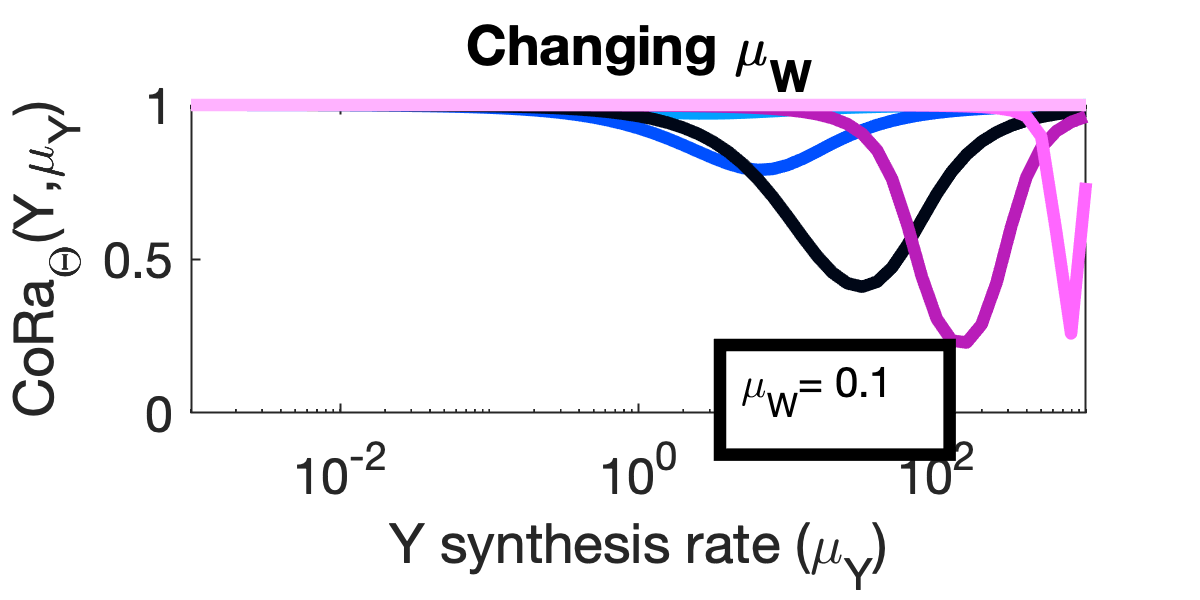 Changing μW
CoRaΘ(Y,μY)
1
0.5
0
μW= 0.1
10-2
100
102
Y synthesis rate (μY)